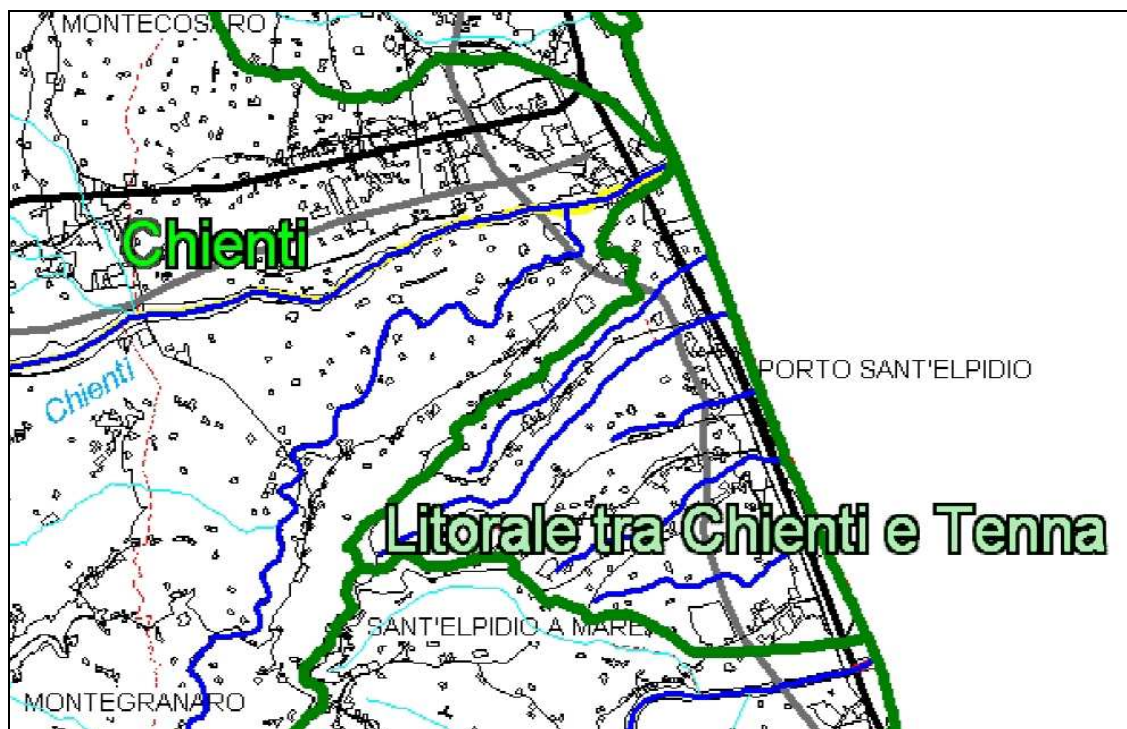 MONTECOSARO
Chienti
Chienti
PORTO SANT'ELPIDIO
Litorale tra Chienti e Tenna
SANT'ELPIDIO A MARE
MONTEGRANARO